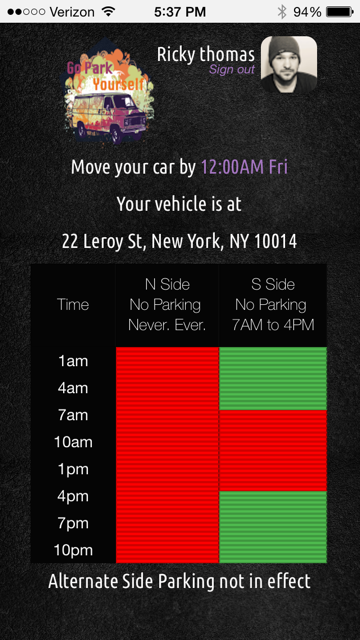 Verizon 5:37 PM 94%
Go Park
Yourself
Ricky thomas
Sign out
Move your car by 12:00AM Fri
Your vehicle is at
22 Leroy St, New York, NY 10014
Time
N Side
No Parking
Never. Ever.
S Side
No Parking
7AM to 4PM
1am
4am
7am
10am
1pm
4pm
7pm
10pm
Alternate Side Parking not in effect